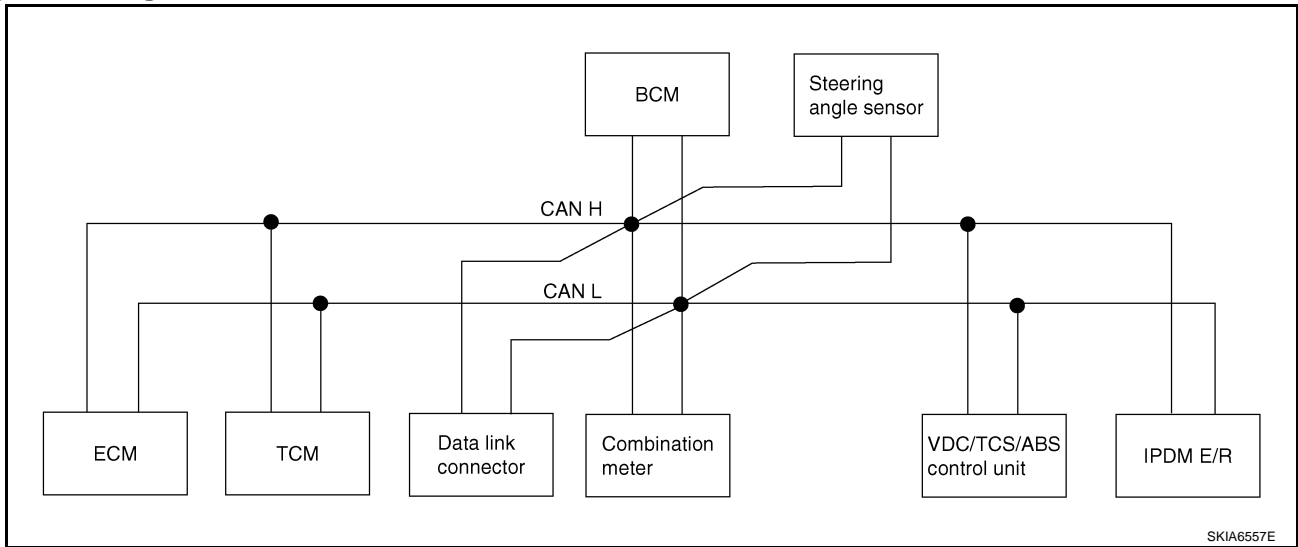 BCM
Steering
angle sensor
CAN H
CAN L
ECM
TCM
Data link
connector
Combination
meter
VDC/TCS/ABS
control unit
IPDM E/R
SKIA6557E